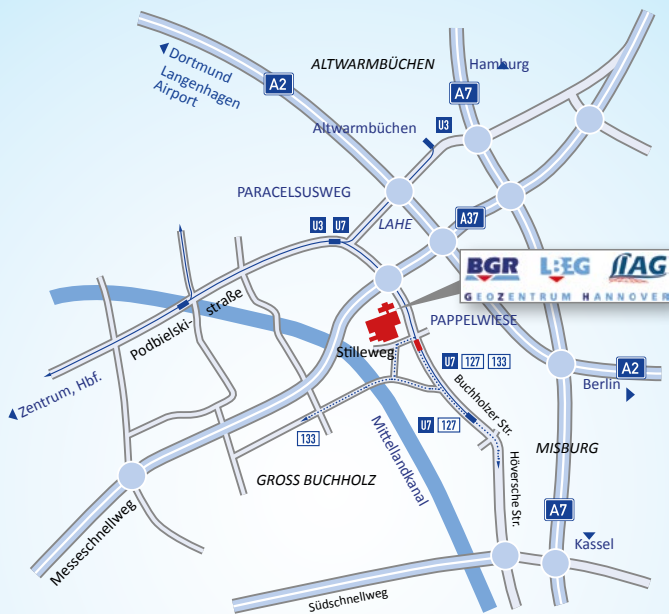 Dortmund
Langenhagen
Airport
A2
ALTWARMBÜCHEN
Hamburg
A7
Altwarmbüchen
U3
PARACELSUSWEG
U3 U7
LAHE
A37
BGR LBEG LIAG
GEOZENTRUM HANNOVER
Podbielski-
straße
PAPPELWIESE
Stilleweg
U7 127 133
A2
Berlin
Zentrum, Hbf.
Buchholzer Str.
133
U7 127
Mittellandkanal
MISBURG
GROSS BUCHHOLZ
Höversche Str.
A7
Kassel
Messeschnellweg
Südschnellweg